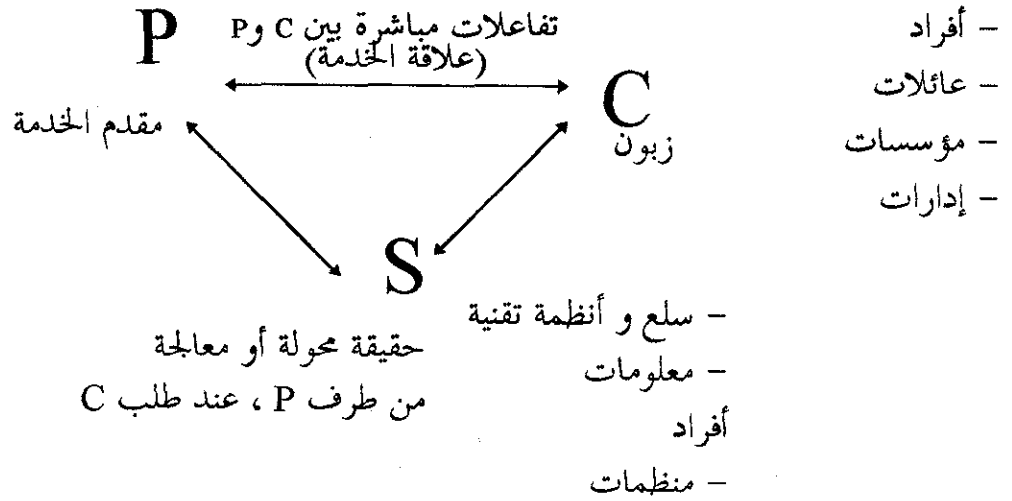 P
تفاعلات مباشرة بين C وP
(علاقة الخدمة)
مقدم الخدمة
C
زبون
– أفراد
– عائلات
– مؤسسات
– إدارات
S
حقيقة محولة أو معالجة
من طرف P ، عند طلب C
– سلع و أنظمة تقنية
– معلومات
أفراد
– منظمات